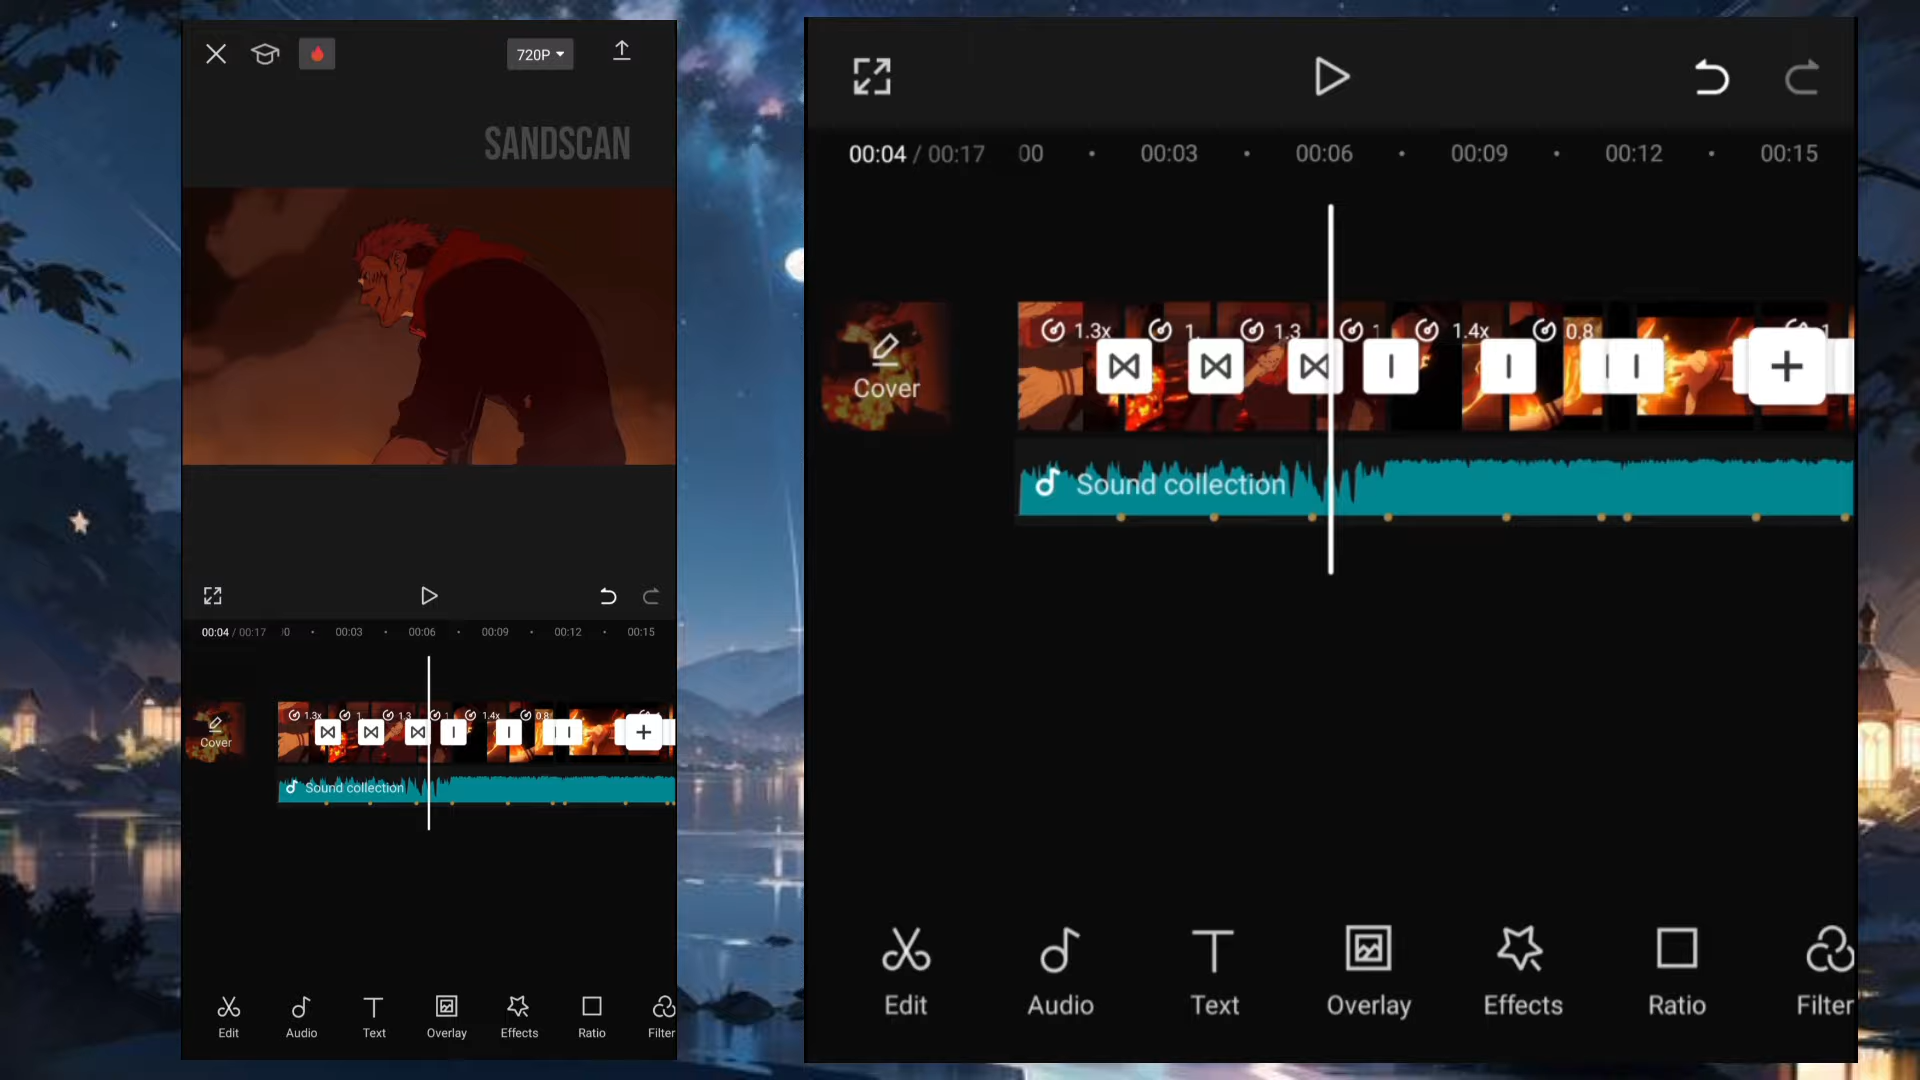 720P
SANDSCAN
00:04 / 00:17 00 00:03 00:06 00:09 00:12 00:15
Cover
1.3x 1 1.3 1 1.4x 0.8
Sound collection
Edit Audio Text Overlay Effects Ratio Filter
00:04 / 00:17 00 00:03 00:06 00:09 00:12 00:15
Cover
1.3x 1. 1.3 1 1.4x 0.8 1
Sound collection
Edit Audio Text Overlay Effects Ratio Filter